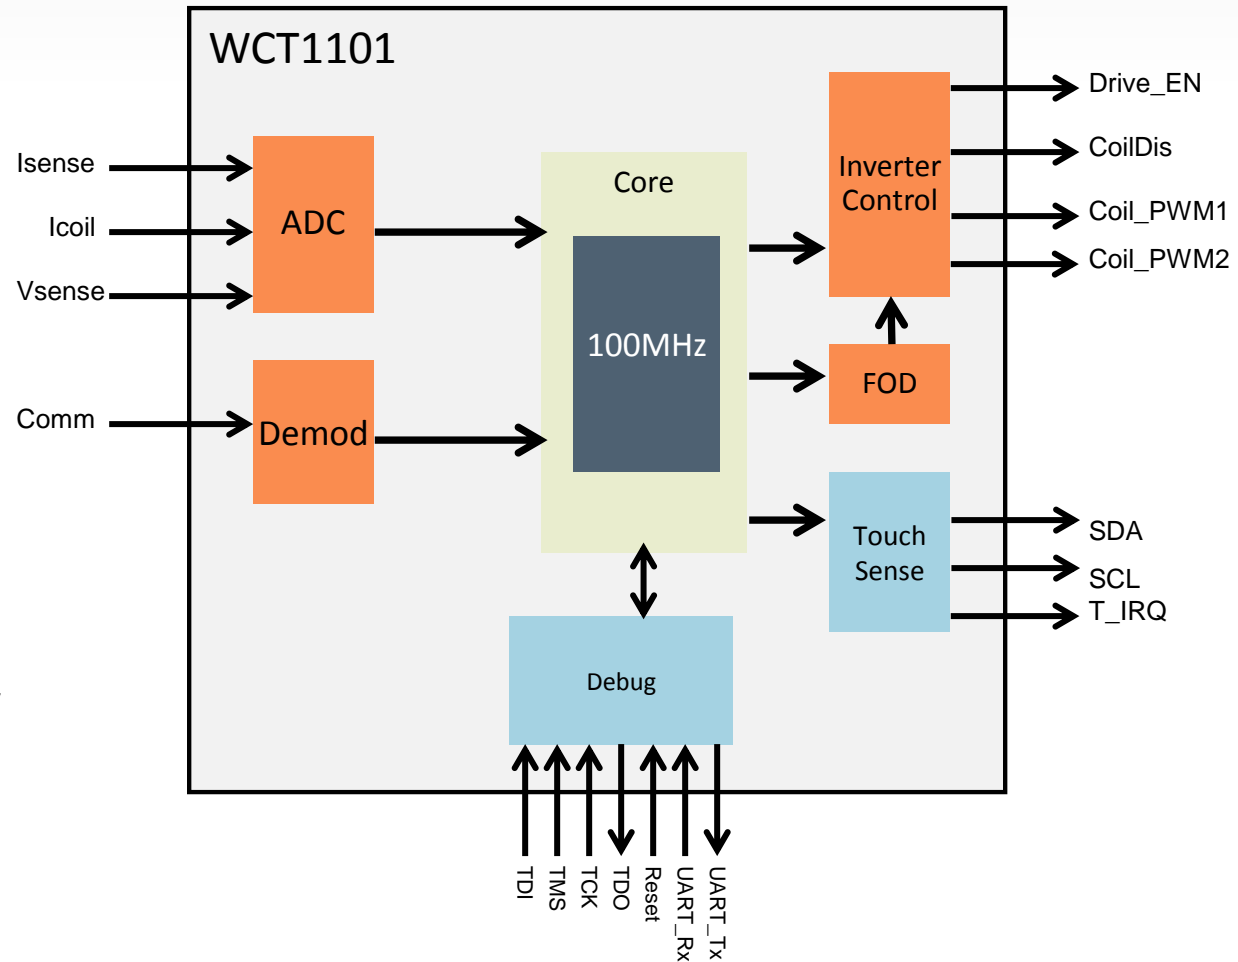 WCT1101
Isense
Icoil
Vsense
Comm
ADC
Demod
Core
100MHz
Inverter
Control
FOD
Touch
Sense
Debug
Drive_EN
CoilDis
Coil_PWM1
Coil_PWM2
SDA
SCL
T_IRQ
TDI
TMS
TCK
TDO
Reset
UART_Rx
UART_Tx